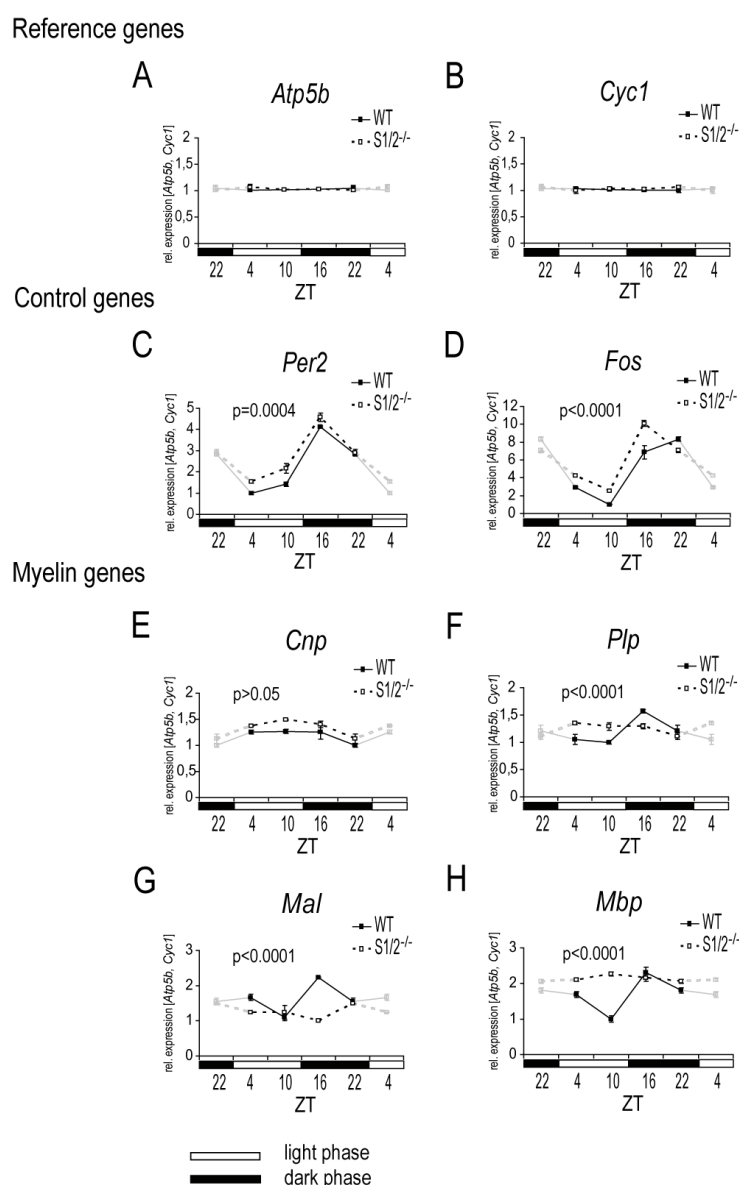 Reference genes
A
Atp5b
WT
S1/2-/-
rel. expression [Atp5b, Cyc1]
2
1,5
1
0,5
0
22 4 10 16 22 4
ZT
B
Cyc1
WT
S1/2-/-
rel. expression [Atp5b, Cyc1]
2
1,5
1
0,5
0
22 4 10 16 22 4
ZT
Control genes
C
Per2
WT
S1/2-/-
p=0.0004
rel. expression [Atp5b, Cyc1]
5
4
3
2
1
0
22 4 10 16 22 4
ZT
D
Fos
WT
S1/2-/-
p<0.0001
rel. expression [Atp5b, Cyc1]
12
10
8
6
4
2
0
22 4 10 16 22 4
ZT
Myelin genes
E
Cnp
WT
S1/2-/-
p>0.05
rel. expression [Atp5b, Cyc1]
2
1,5
1
0,5
0
22 4 10 16 22 4
ZT
F
Plp
WT
S1/2-/-
p<0.0001
rel. expression [Atp5b, Cyc1]
2
1,5
1
0,5
0
22 4 10 16 22 4
ZT
G
Mal
WT
S1/2-/-
p<0.0001
rel. expression [Atp5b, Cyc1]
3
2
1
0
22 4 10 16 22 4
ZT
H
Mbp
WT
S1/2-/-
p<0.0001
rel. expression [Atp5b, Cyc1]
3
2
1
0
22 4 10 16 22 4
ZT
light phase
dark phase